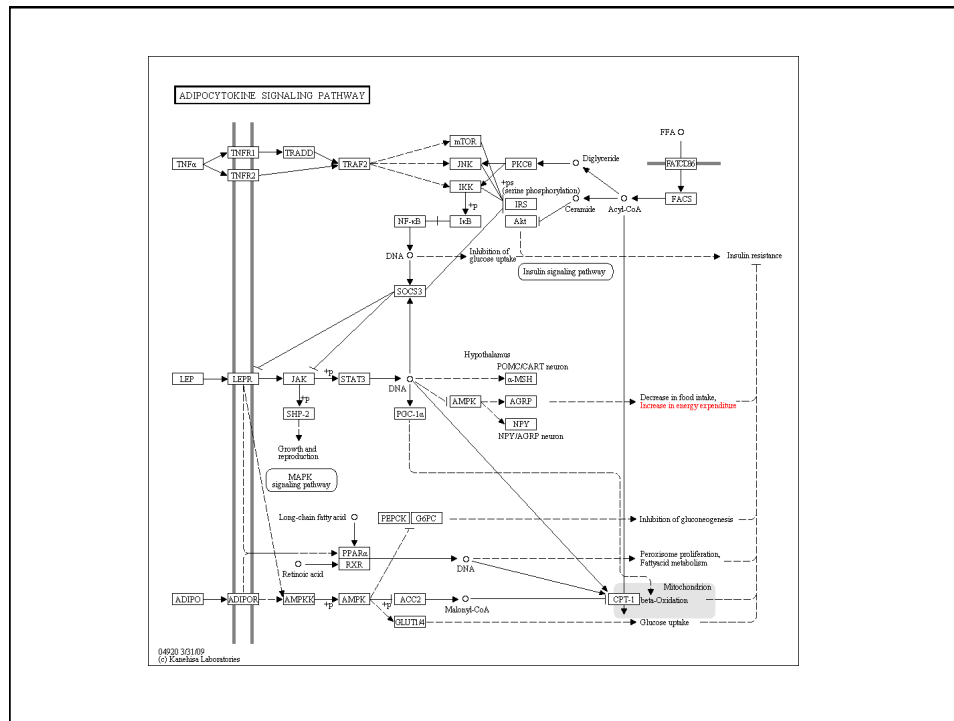 ADIPOCYTOKINE SIGNALING PATHWAY
FFA
TNFα
TNFR1
TRADD
TNFR2
TRAF2
mTOR
JNK
IKK
PKCθ
Diglyceride
FAT/CD36
+ps
(serine phosphorylation)
+p
IRS
Ceramide
Acyl-CoA
FACS
NF-κB
IκB
Akt
DNA
Inhibition of
glucose uptake
Insulin resistance
Insulin signaling pathway
SOCS3
Hypothalamus
POMC/CART neuron
LEP
LEPR
JAK
+p
STAT3
DNA
α-MSH
+p
SHP-2
PGC-1α
AMPK
AGRP
NPY
NPY/AGRP neuron
Decrease in food intake,
Increase in energy expenditure
Growth and
reproduction
MAPK
signaling pathway
Long-chain fatty acid
PEPCK
G6PC
Inhibition of gluconeogenesis
PPARα
RXR
Retinoic acid
DNA
Peroxisome proliferation,
Fattyacid metabolism
Mitochondrion
ADIPO
ADIPOR
AMPKK
+p
AMPK
+p
ACC2
Malonyl-CoA
CPT-1
beta-Oxidation
GLUT1/4
Glucose uptake
04920 3/31/09
(c) Kanehisa Laboratories